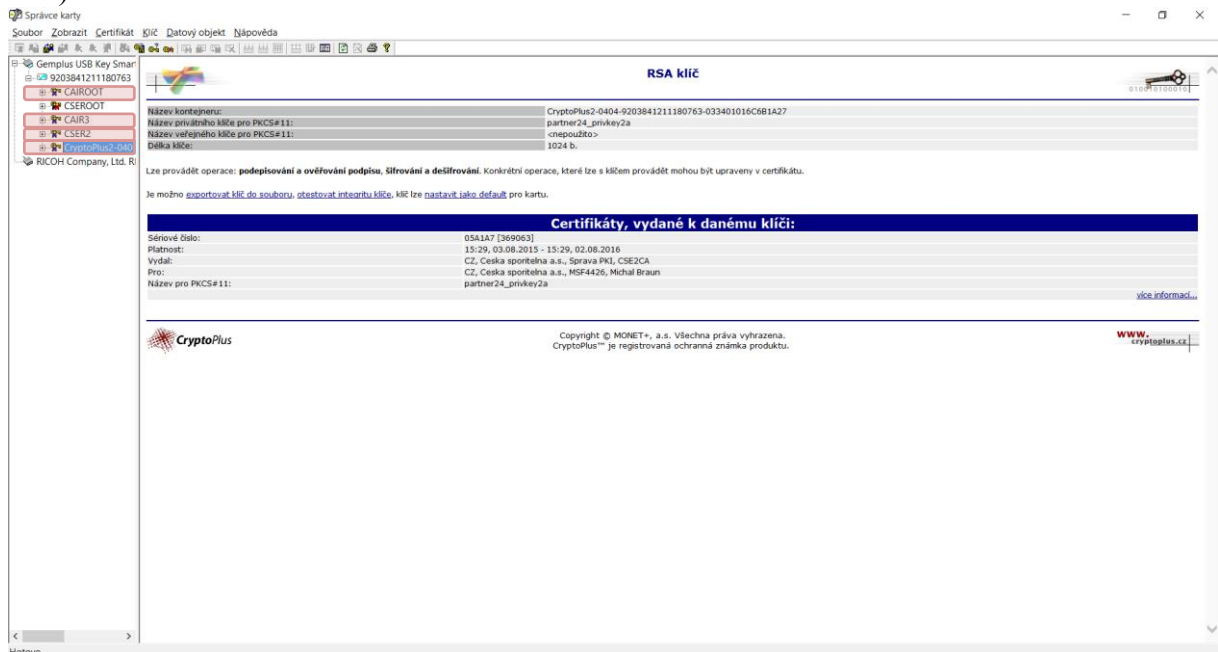 Správce karty
Soubor Zobrazit Certifikát Klíč Datový objekt Nápověda
Gemplus USB Key Smar
9203841211180763
CAIROOT
CSEROOT
CAIR3
CSER2
CryptoPlus2-040
RICOH Company, Ltd. R
RSA klíč
Název kontejneru: CryptoPlus2-0404-9203841211180763-033401016C6B1A27
Název privátního klíče pro PKCS#11: partner24_privkey2a
Název veřejného klíče pro PKCS#11: <nepoužito>
Délka klíče: 1024 b.
Lze provádět operace: podepisování a ověřování podpisu, šifrování a dešifrování. Konkrétní operace, které lze s klíčem provádět mohou být upraveny v certifikátu.
Je možno exportovat klíč do souboru, otestovat integritu klíče, klíč lze nastavit jako default pro kartu.
Certifikáty, vydané k danému klíči:
Sériové číslo: 05A1A7 [369063]
Platnost: 15:29, 03.08.2015 - 15:29, 02.08.2016
Vydal: CZ, Ceska sporitelna a.s., Sprava PKI, CSE2CA
Pro: CZ, Ceska sporitelna a.s., MSF4426, Michal Braun
Název pro PKCS#11: partner24_privkey2a
více informací...
CryptoPlus
Copyright © MONET+, a.s. Všechna práva vyhrazena.
CryptoPlus™ je registrovaná ochranná známka produktu.
www.
cryptoplus.cz